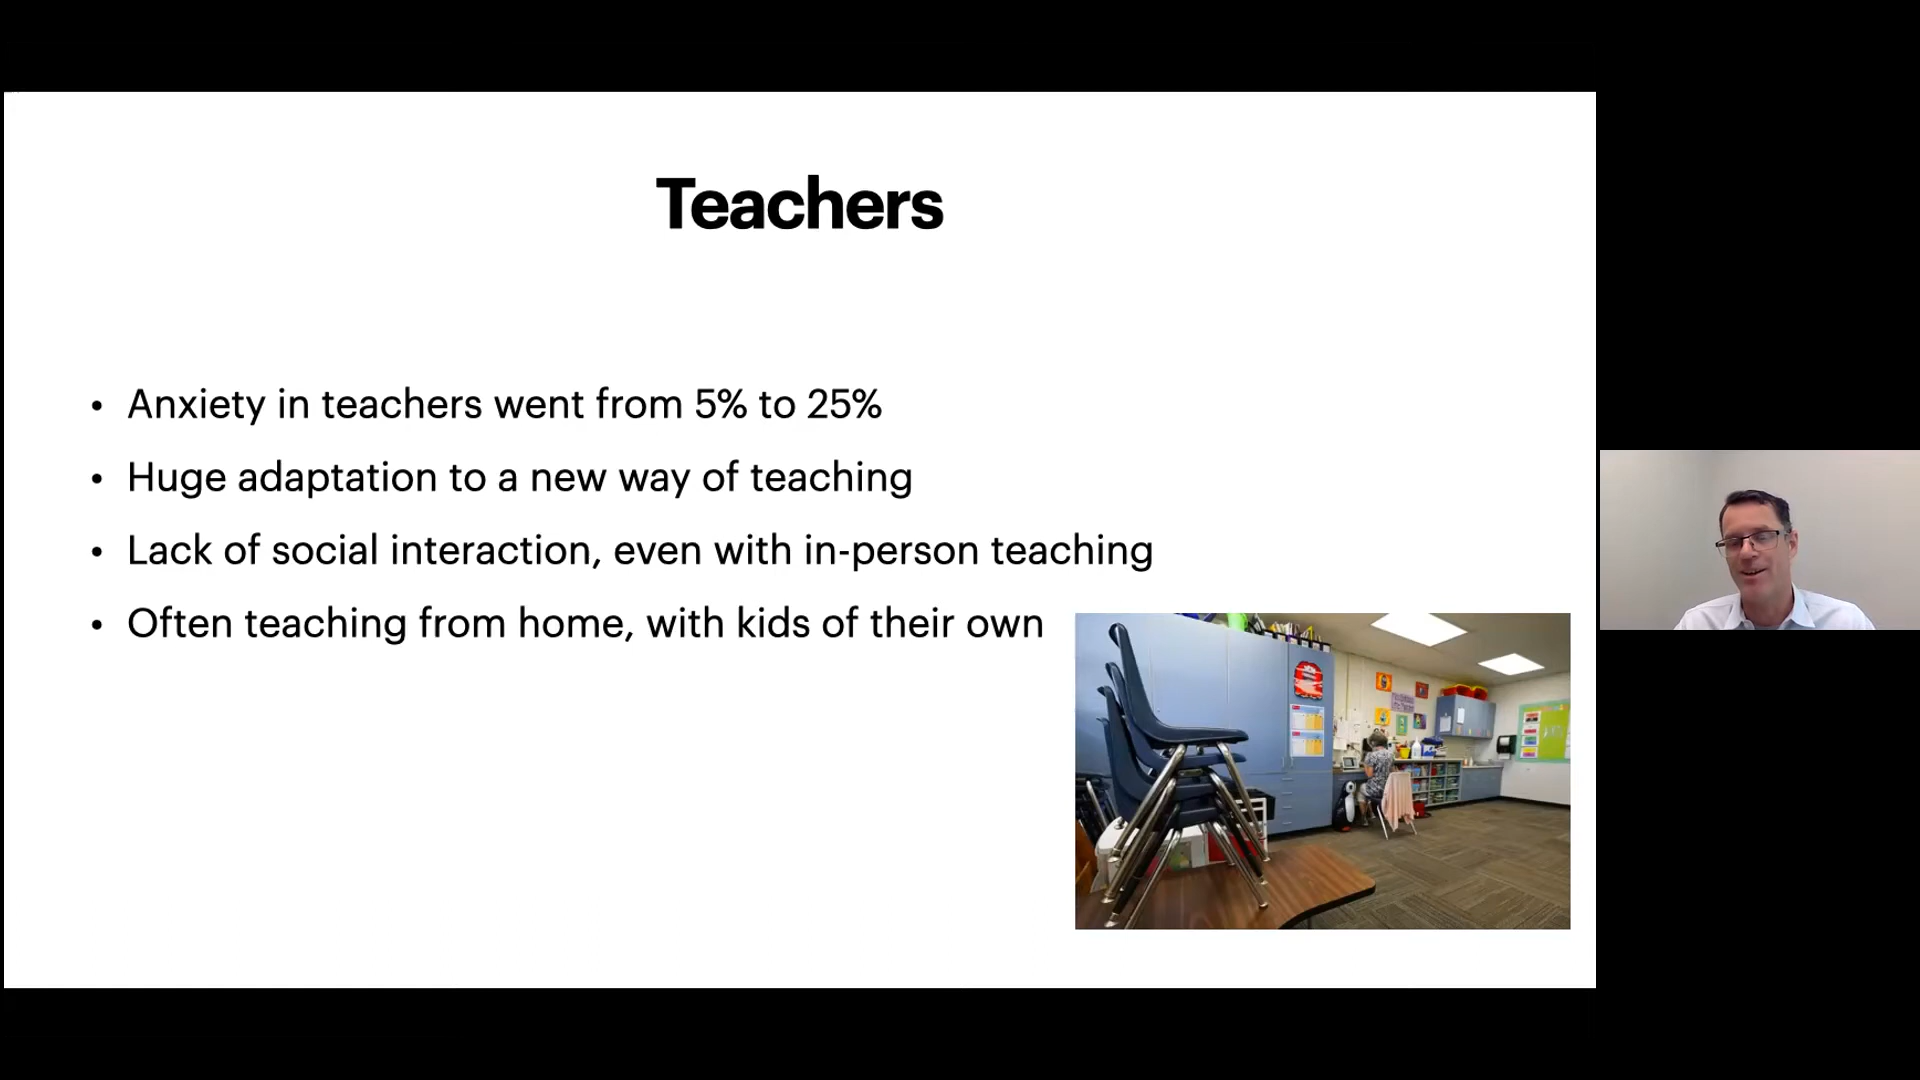 Teachers
• Anxiety in teachers went from 5% to 25%
• Huge adaptation to a new way of teaching
• Lack of social interaction, even with in-person teaching
• Often teaching from home, with kids of their own